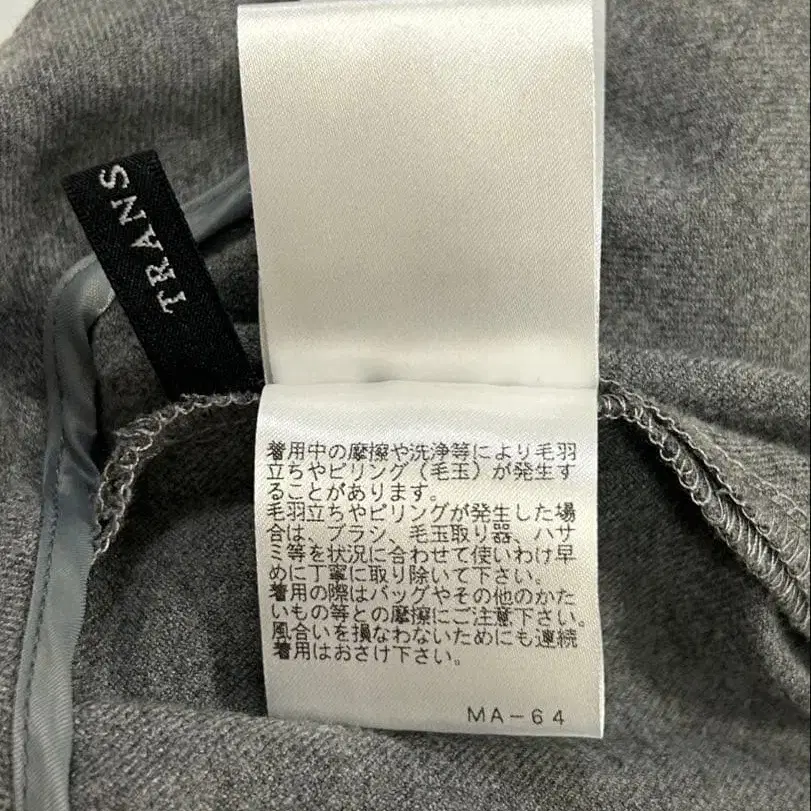 TRANS
着用中の摩擦や洗浄等により毛羽
立ちやピリング（毛玉）が発生す
ることがあります。
毛羽立ちやピリングが発生した場
合は、ブラシ、毛玉取り器、ハサ
ミ等を状況に合わせて使いわけ早
めに丁寧に取り除いて下さい。
着用の際はバッグやその他のかた
いもの等との摩擦にご注意下さい。
風合いを損なわないためにも連続
着用はおさけ下さい。
MA-64